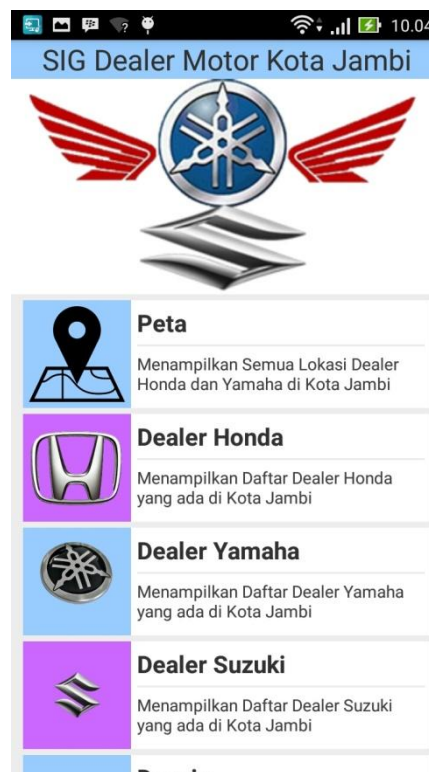 10.04
SIG Dealer Motor Kota Jambi
Peta
Menampilkan Semua Lokasi Dealer
Honda dan Yamaha di Kota Jambi
Dealer Honda
Menampilkan Daftar Dealer Honda
yang ada di Kota Jambi
Dealer Yamaha
Menampilkan Daftar Dealer Yamaha
yang ada di Kota Jambi
Dealer Suzuki
Menampilkan Daftar Dealer Suzuki
yang ada di Kota Jambi